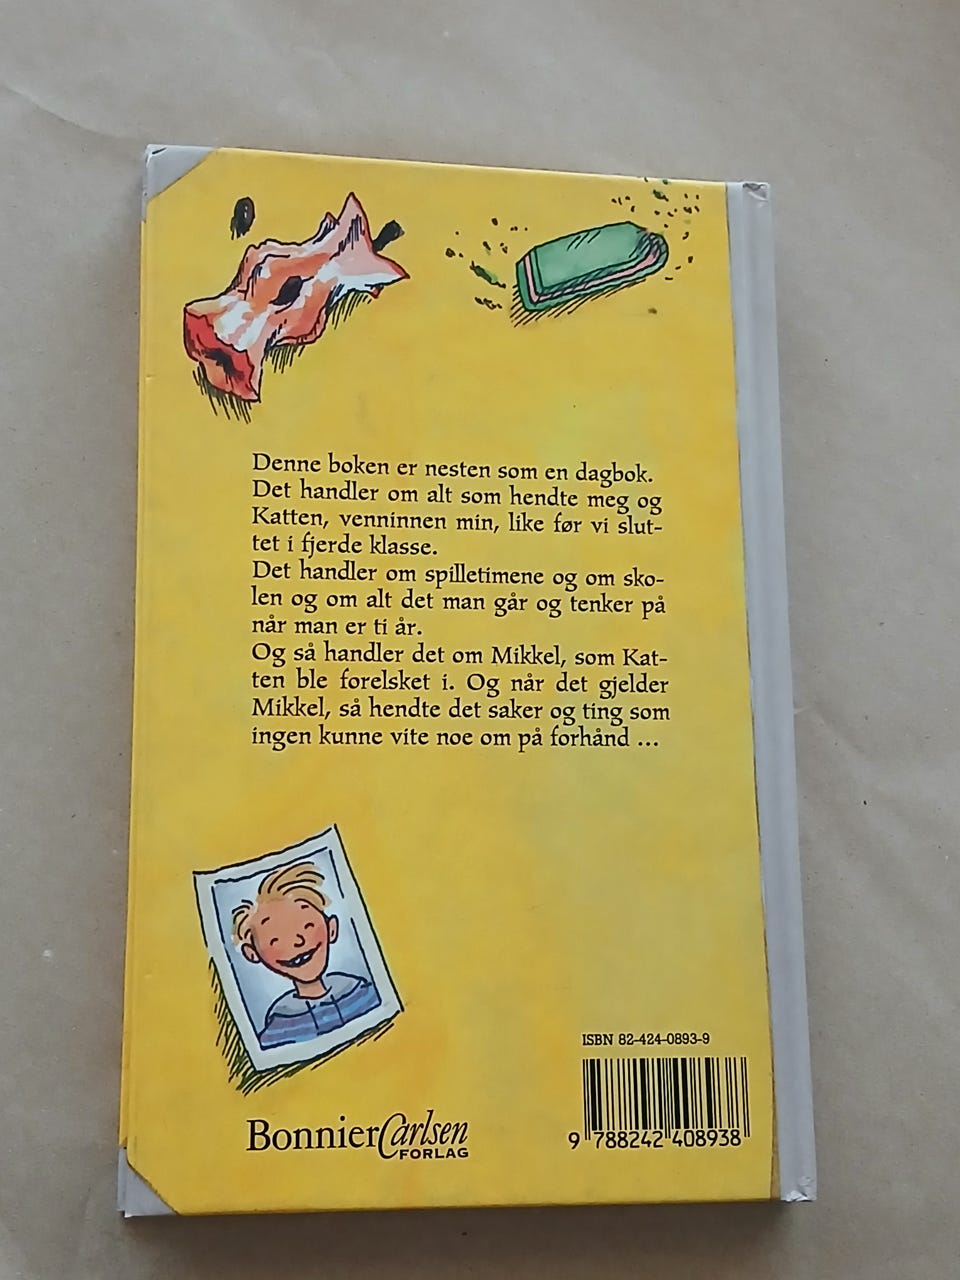 Denne boken er nesten som en dagbok.
Det handler om alt som hendte meg og
Katten, venninnen min, like før vi slut-
tet i fjerde klasse.
Det handler om spilletimene og om sko-
len og om alt det man går og tenker på
når man er ti år.
Og så handler det om Mikkel, som Kat-
ten ble forelsket i. Og når det gjelder
Mikkel, så hendte det saker og ting som
ingen kunne vite noe om på forhånd ...
ISBN 82-424-0893-9
9 788242 408938
BonnierCarlsen
FORLAG